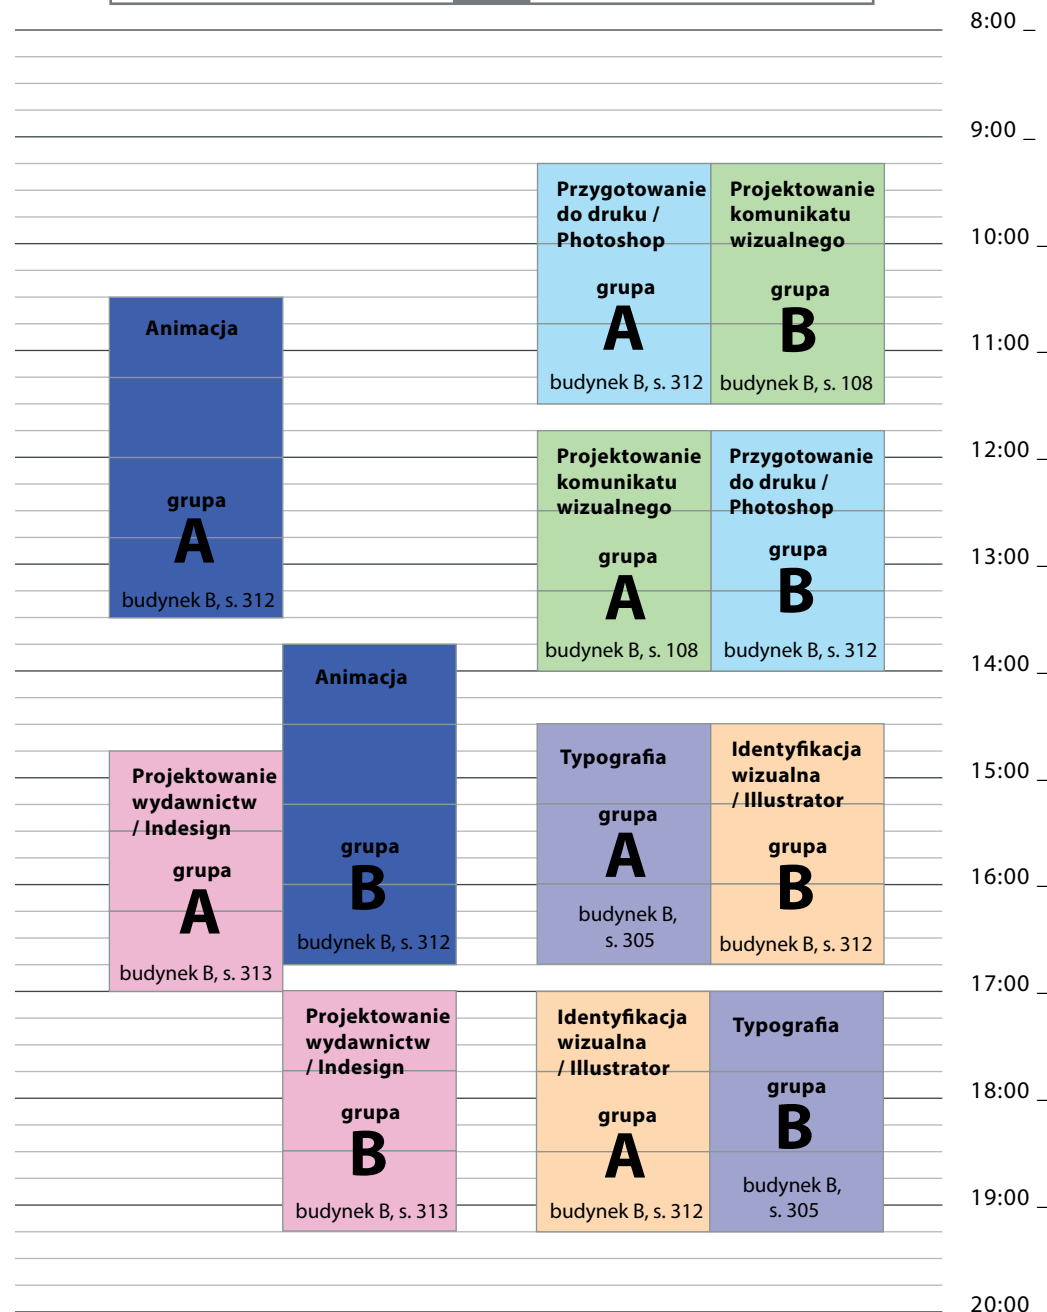 8:00 _
9:00 _
10:00 _
11:00 _
12:00 _
13:00 _
14:00 _
15:00 _
16:00 _
17:00 _
18:00 _
19:00 _
20:00
Animacja
grupa
A
budynek B, s. 312
Projektowanie
wydawnictw
/ Indesign
grupa
A
budynek B, s. 313
Animacja
grupa
B
budynek B, s. 312
Projektowanie
wydawnictw
/ Indesign
grupa
B
budynek B, s. 313
Przygotowanie
do druku /
Photoshop
grupa
A
budynek B, s. 312
Projektowanie
komunikatu
wizualnego
grupa
B
budynek B, s. 108
Projektowanie
komunikatu
wizualnego
grupa
A
budynek B, s. 108
Przygotowanie
do druku /
Photoshop
grupa
B
budynek B, s. 312
Typografia
grupa
A
budynek B,
s. 305
Identyfikacja
wizualna
/ Illustrator
grupa
B
budynek B, s. 312
Identyfikacja
wizualna
/ Illustrator
grupa
A
budynek B, s. 312
Typografia
grupa
B
budynek B,
s. 305